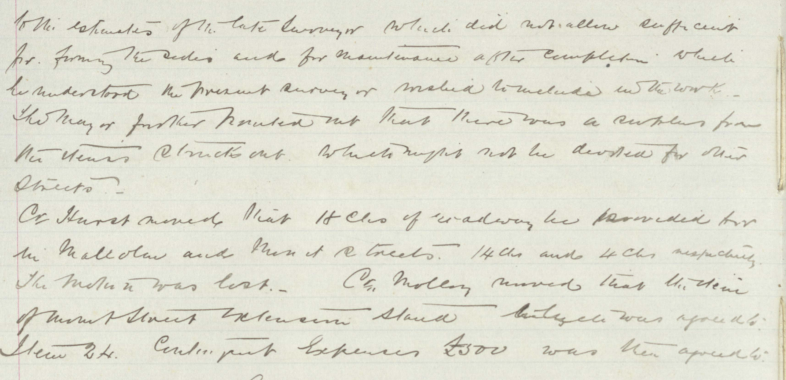 to the estimates of the late Surveyor which did not allow sufficient
for forming the sides and for maintenance after completion which
he understood the present surveyor wished to include in the work -
The Mayor further pointed out that there was a surplus from
the items struck out which might not be devoted for other
Streets -
Cr Hurst moved that 18 Chs of roadway be provided for
in Malcolm and streets. 14 chs and 4 Chs respectively.
The Motion was lost. - Cr. Molloy moved that the item
of Mount Street Extension stand which was agreed to.
Item 24. Contingent Expenses £300 was then agreed to.